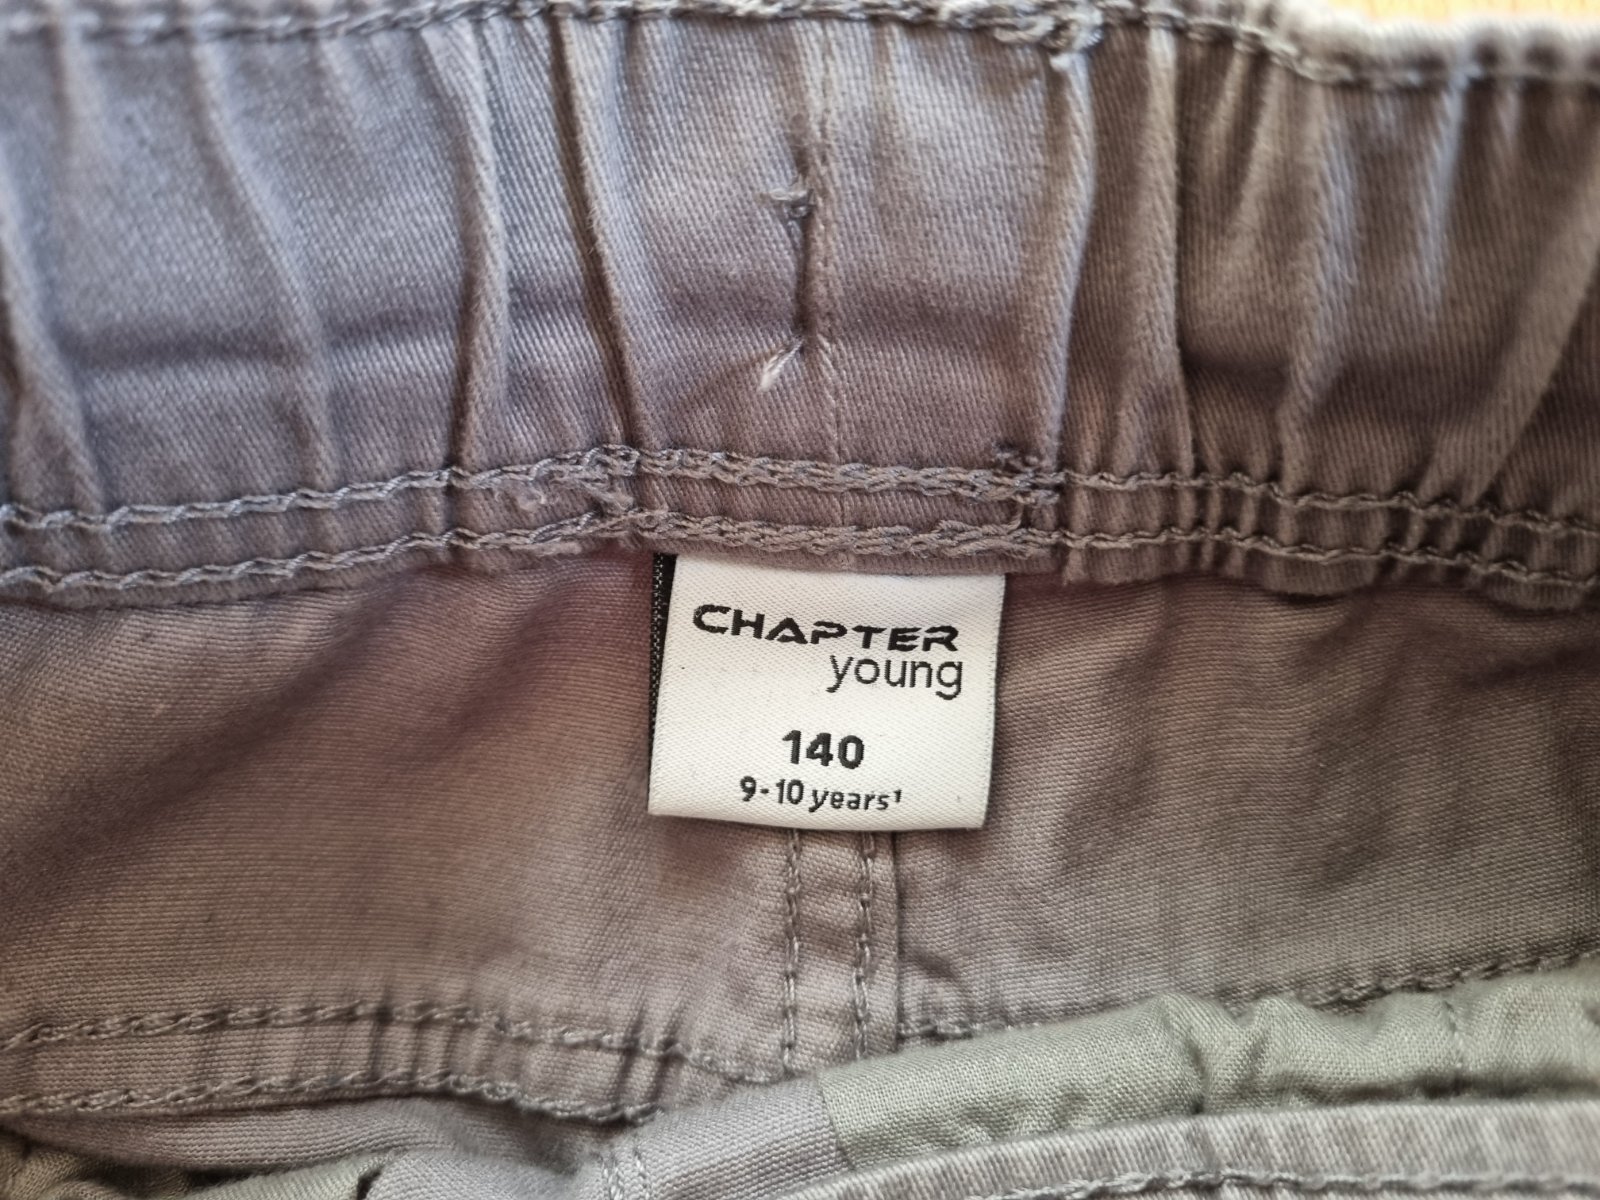 CHAPTER
young
140
9-10 years¹